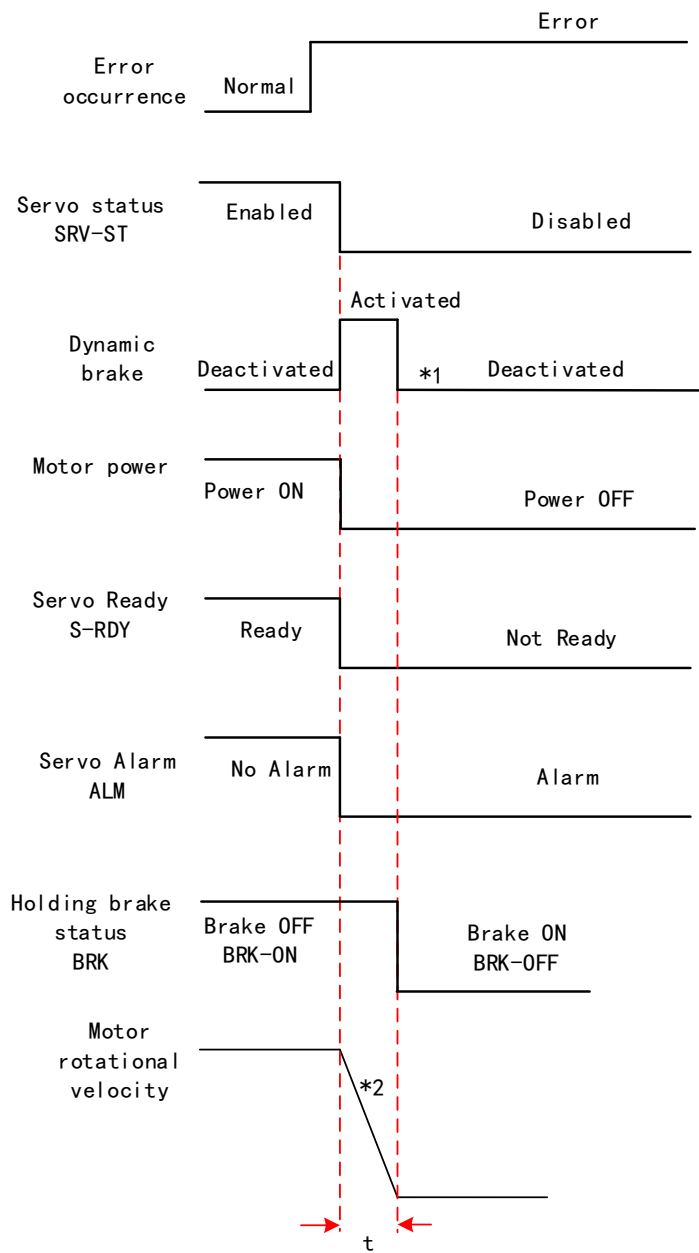 Error
Error
occurrence
Normal
Servo status
SRV-ST
Enabled
Disabled
Activated
Dynamic
brake
Deactivated
*1
Deactivated
Motor power
Power ON
Power OFF
Servo Ready
S-RDY
Ready
Not Ready
Servo Alarm
ALM
No Alarm
Alarm
Holding brake
status
BRK
Brake OFF
BRK-ON
Brake ON
BRK-OFF
Motor
rotational
velocity
*2
t